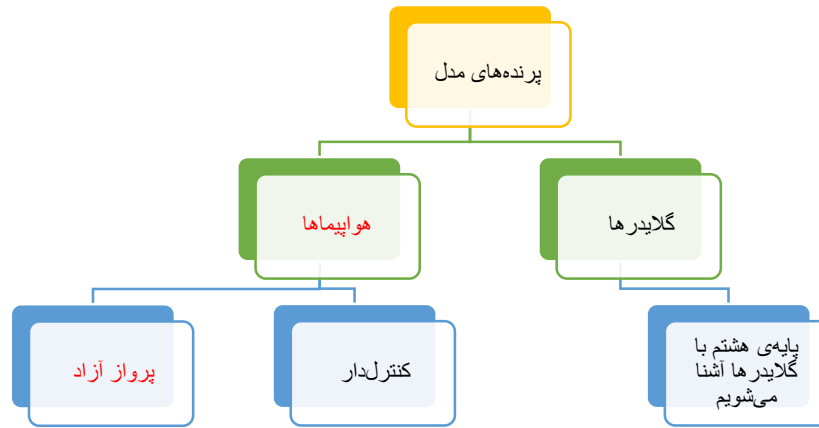 پرنده‌های مدل
گلایدرها
هواپیماها
پایه‌ی هشتم با
گلایدرها آشنا
می‌شویم
کنترل‌دار
پرواز آزاد